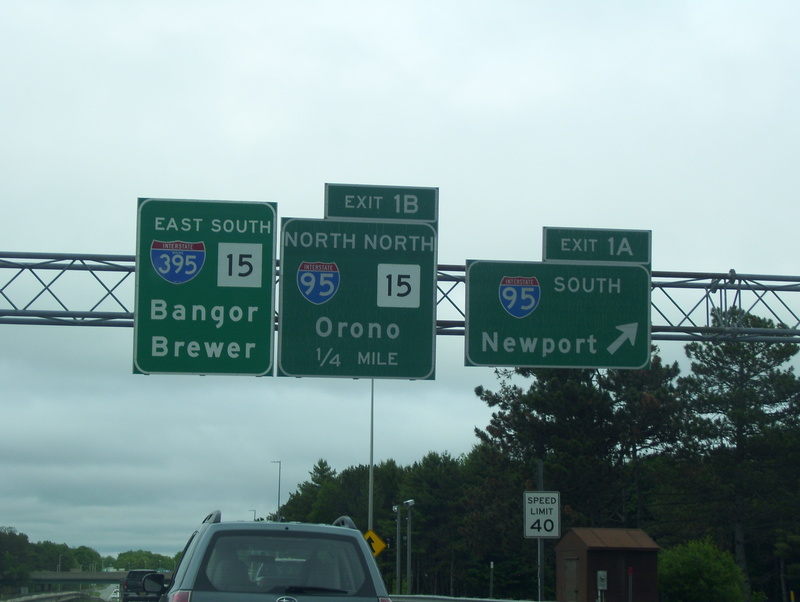 EAST SOUTH
INTERSTATE
395
15
Bangor
Brewer
EXIT 1B
NORTH NORTH
INTERSTATE
95
15
Orono
1/4 MILE
EXIT 1A
INTERSTATE
95
SOUTH
Newport
SPEED
LIMIT
40